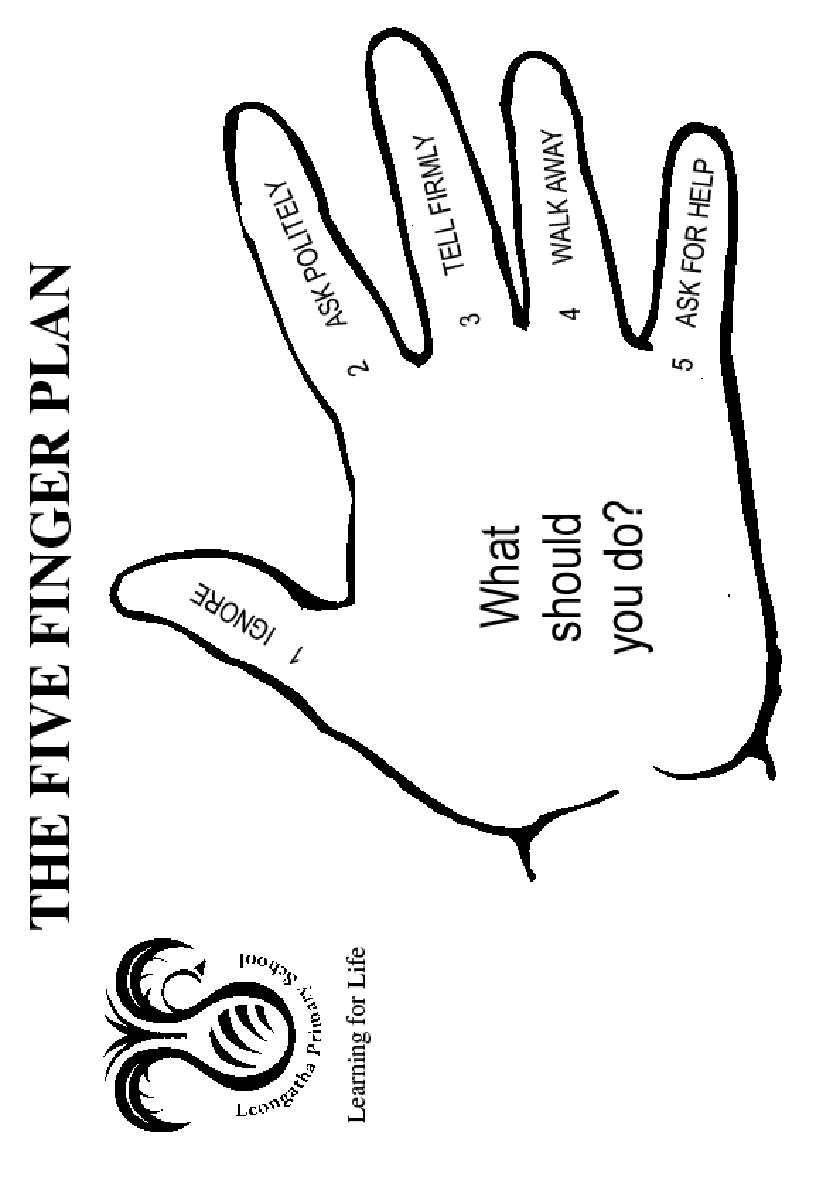 THE FIVE FINGER PLAN
Leongatha Primary School
Learning for Life
1 IGNORE
2 ASK POLITELY
3 TELL FIRMLY
4 WALK AWAY
5 ASK FOR HELP
What
should
you do?